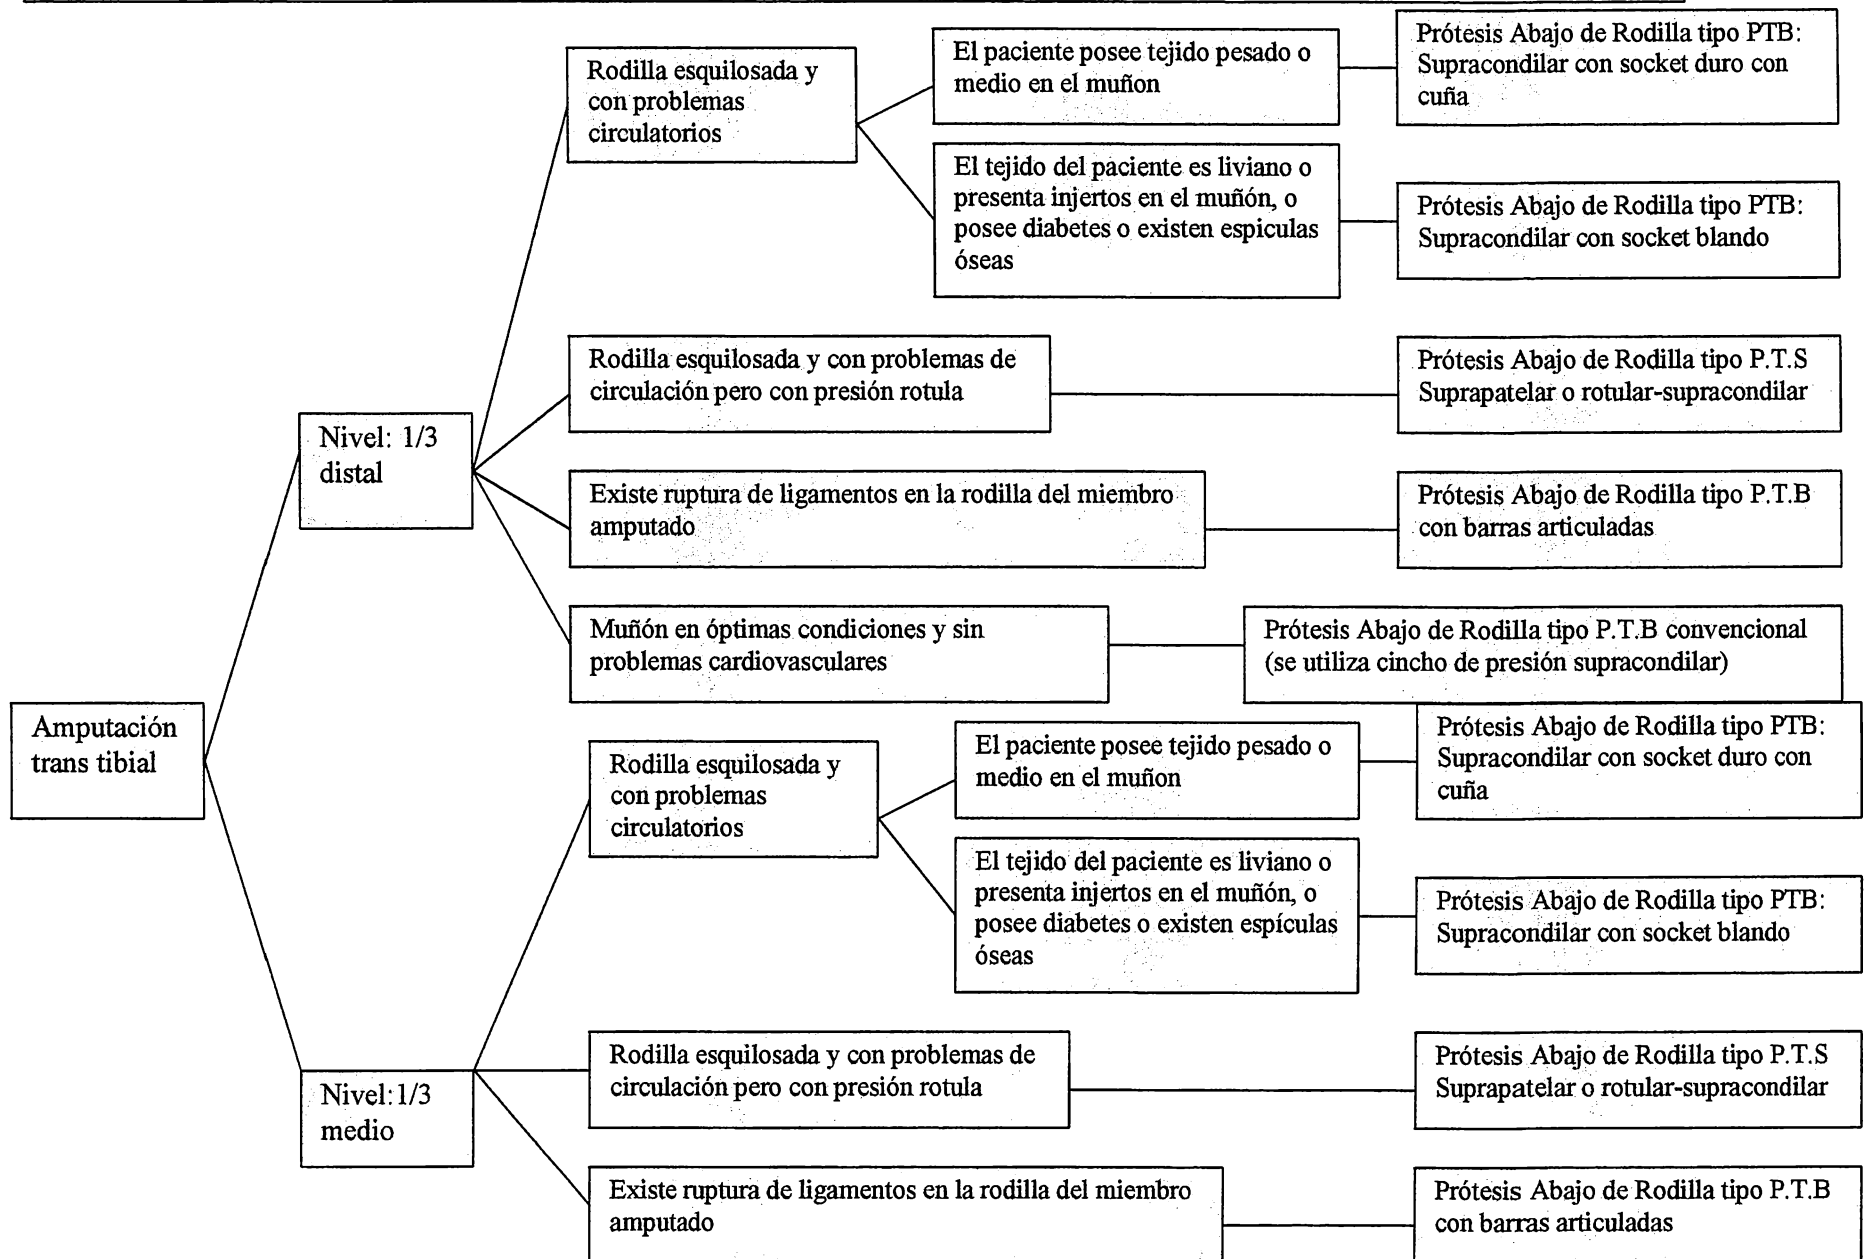 Rodilla esquilosada y
con problemas
circulatorios
El paciente posee tejido pesado o
medio en el muñon
Prótesis Abajo de Rodilla tipo PTB:
Supracondilar con socket duro con
cuña
El tejido del paciente es liviano o
presenta injertos en el muñón, o
posee diabetes o existen espiculas
óseas
Prótesis Abajo de Rodilla tipo PTB:
Supracondilar con socket blando
Rodilla esquilosada y con problemas de
circulación pero con presión rotula
Prótesis Abajo de Rodilla tipo P.T.S
Suprapatelar o rotular-supracondilar
Nivel: 1/3
distal
Existe ruptura de ligamentos en la rodilla del miembro
amputado
Prótesis Abajo de Rodilla tipo P.T.B
con barras articuladas
Muñón en óptimas condiciones y sin
problemas cardiovasculares
Prótesis Abajo de Rodilla tipo P.T.B convencional
(se utiliza cincho de presión supracondilar)
Amputación
trans tibial
Rodilla esquilosada y
con problemas
circulatorios
El paciente posee tejido pesado o
medio en el muñon
Prótesis Abajo de Rodilla tipo PTB:
Supracondilar con socket duro con
cuña
El tejido del paciente es liviano o
presenta injertos en el muñón, o
posee diabetes o existen espículas
óseas
Prótesis Abajo de Rodilla tipo PTB:
Supracondilar con socket blando
Rodilla esquilosada y con problemas de
circulación pero con presión rotula
Prótesis Abajo de Rodilla tipo P.T.S
Suprapatelar o rotular-supracondilar
Nivel:1/3
medio
Existe ruptura de ligamentos en la rodilla del miembro
amputado
Prótesis Abajo de Rodilla tipo P.T.B
con barras articuladas